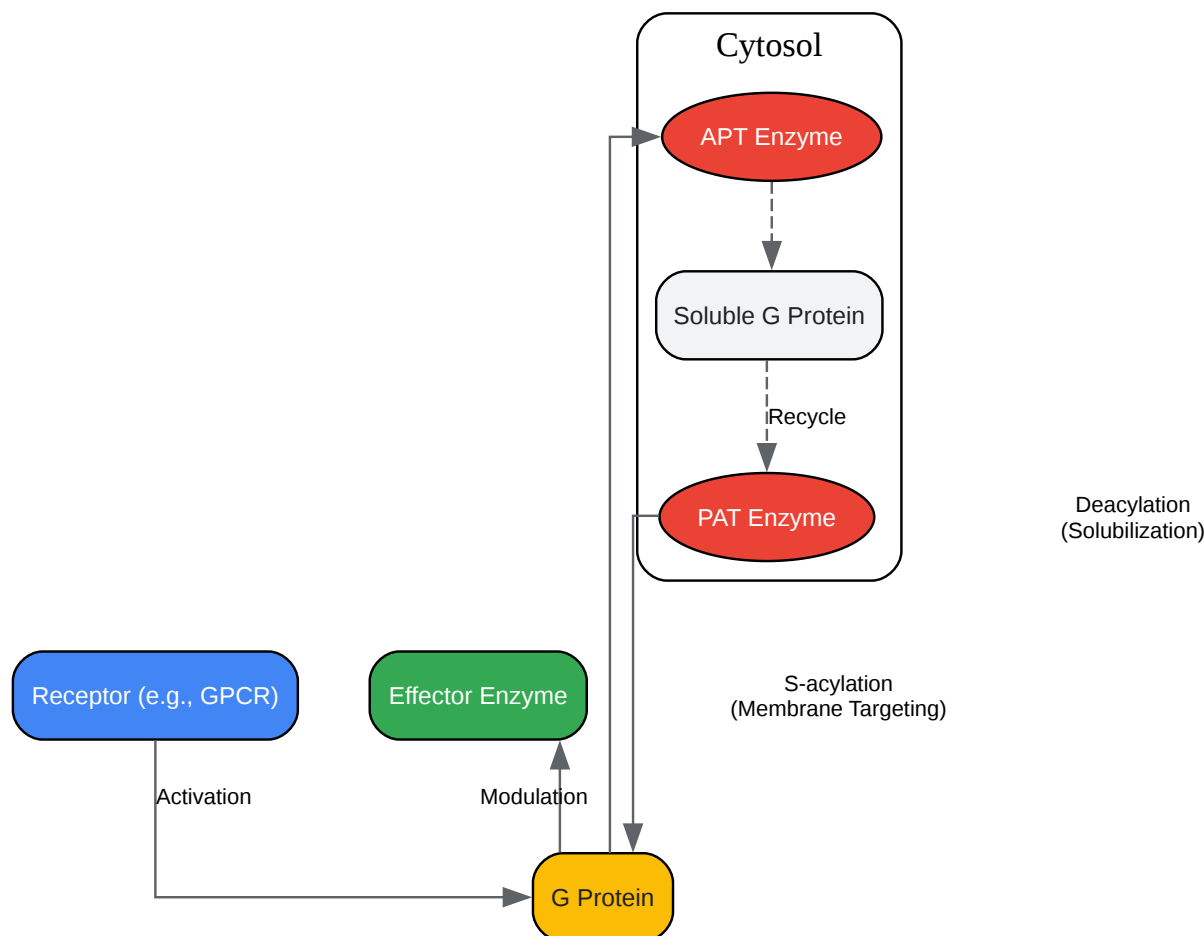 Cytosol
APT Enzyme
Soluble G Protein
Recycle
PAT Enzyme
Deacylation
(Solubilization)
Receptor (e.g., GPCR)
Effector Enzyme
S-acylation
(Membrane Targeting)
Activation
Modulation
G Protein